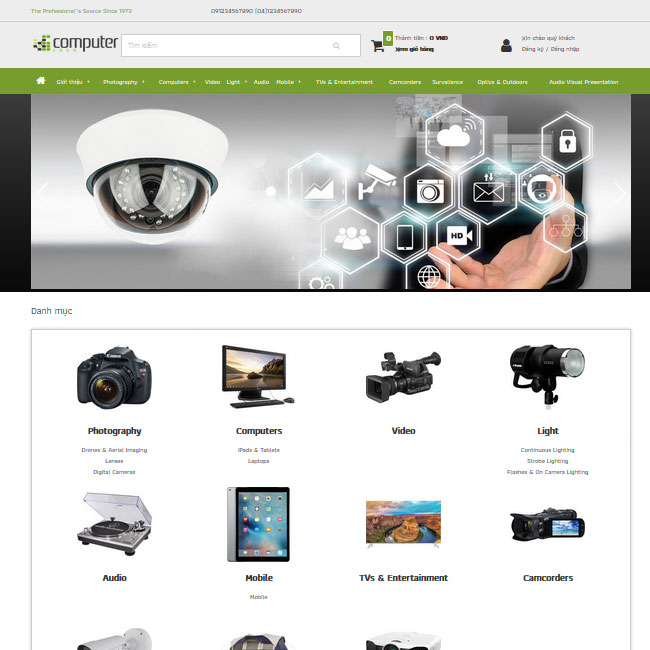 The Professional's Source Since 1973
091234567890 (04)1234567890
computer
Tìm kiếm
0
Thành tiền : 0 VNĐ
Xem giỏ hàng
Xin chào quý khách
Đăng ký / Đăng nhập
Giới thiệu + Photography + Computers + Video Light + Audio Mobile + TVs & Entertainment Camcorders Survailance Optics & Outdoors Audio Visual Presentation
HD
Danh mục
Canon
Photography Computers Video Light
Drones & Aerial Imaging
Lenses
Digital Cameras
iPads & Tablets
Laptops
Continuous Lighting
Strobe Lighting
Flashes & On Camera Lighting
Audio Mobile TVs & Entertainment Camcorders
Mobile